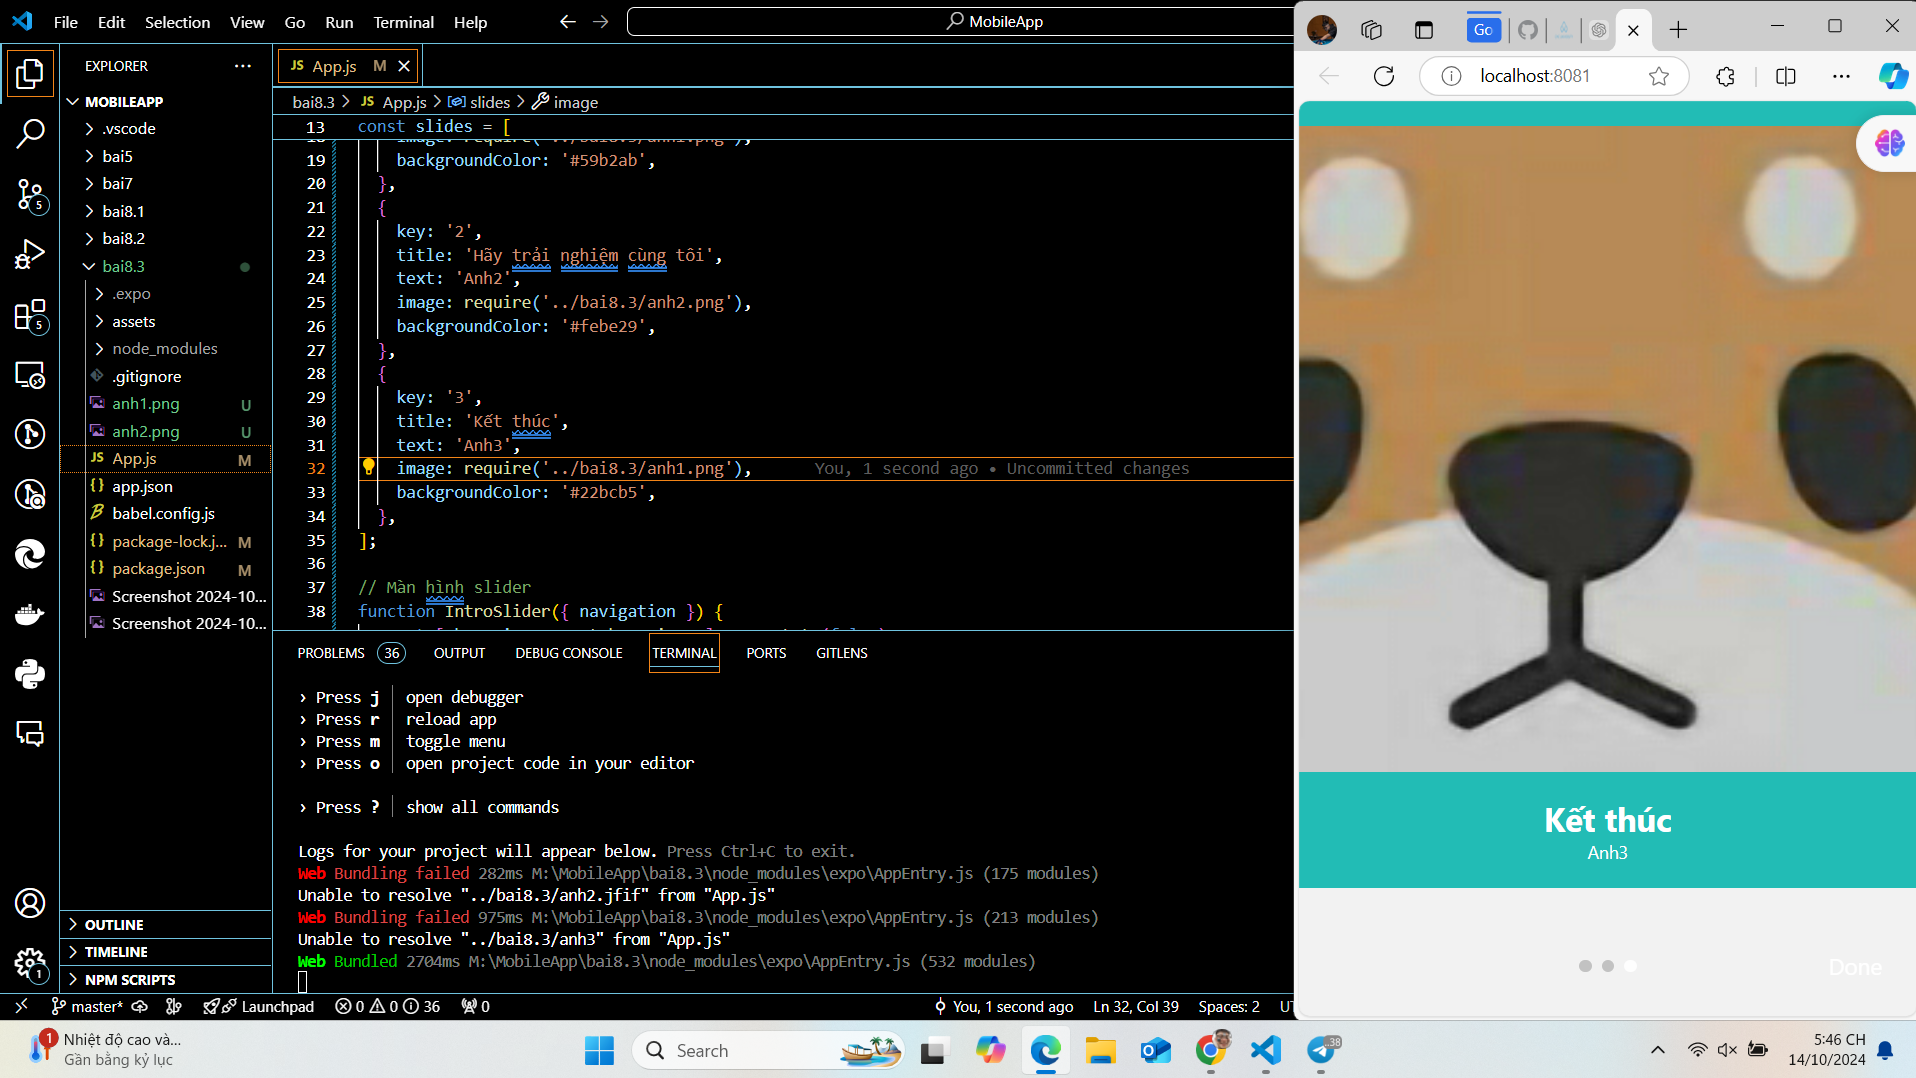 File Edit Selection View Go Run Terminal Help
MobileApp
EXPLORER
MOBILEAPP
.vscode
bai5
bai7
bai8.1
bai8.2
bai8.3
.expo
assets
node_modules
.gitignore
anh1.png U
anh2.png U
JS App.js M
{} app.json
babel.config.js
{} package-lock.j... M
{} package.json M
Screenshot 2024-10...
Screenshot 2024-10...
OUTLINE
TIMELINE
NPM SCRIPTS
5
5
1
JS App.js M
bai8.3 > JS App.js > slides > image
13 const slides = [
19 backgroundColor: '#59b2ab',
20 },
21 {
22 key: '2',
23 title: 'Hãy trải nghiệm cùng tôi',
24 text: 'Anh2',
25 image: require('../bai8.3/anh2.png'),
26 backgroundColor: '#febe29',
27 },
28 {
29 key: '3',
30 title: 'Kết thúc',
31 text: 'Anh3',
32 image: require('../bai8.3/anh1.png'), You, 1 second ago • Uncommitted changes
33 backgroundColor: '#22bcb5',
34 },
35 ];
36
37 // Màn hình slider
38 function IntroSlider({ navigation }) {
PROBLEMS 36 OUTPUT DEBUG CONSOLE TERMINAL PORTS GITLENS
› Press j │ open debugger
› Press r │ reload app
› Press m │ toggle menu
› Press o │ open project code in your editor
› Press ? │ show all commands
Logs for your project will appear below. Press Ctrl+C to exit.
Web Bundling failed 282ms M:\MobileApp\bai8.3\node_modules\expo\AppEntry.js (175 modules)
Unable to resolve "../bai8.3/anh2.jfif" from "App.js"
Web Bundling failed 975ms M:\MobileApp\bai8.3\node_modules\expo\AppEntry.js (213 modules)
Unable to resolve "../bai8.3/anh3" from "App.js"
Web Bundled 2704ms M:\MobileApp\bai8.3\node_modules\expo\AppEntry.js (532 modules)
master* Launchpad 0 0 36 0 You, 1 second ago Ln 32, Col 39 Spaces: 2
Go
localhost:8081
Kết thúc
Anh3
Done
1
Nhiệt độ cao và...
Gần bằng kỷ lục
Search
38
5:46 CH
14/10/2024